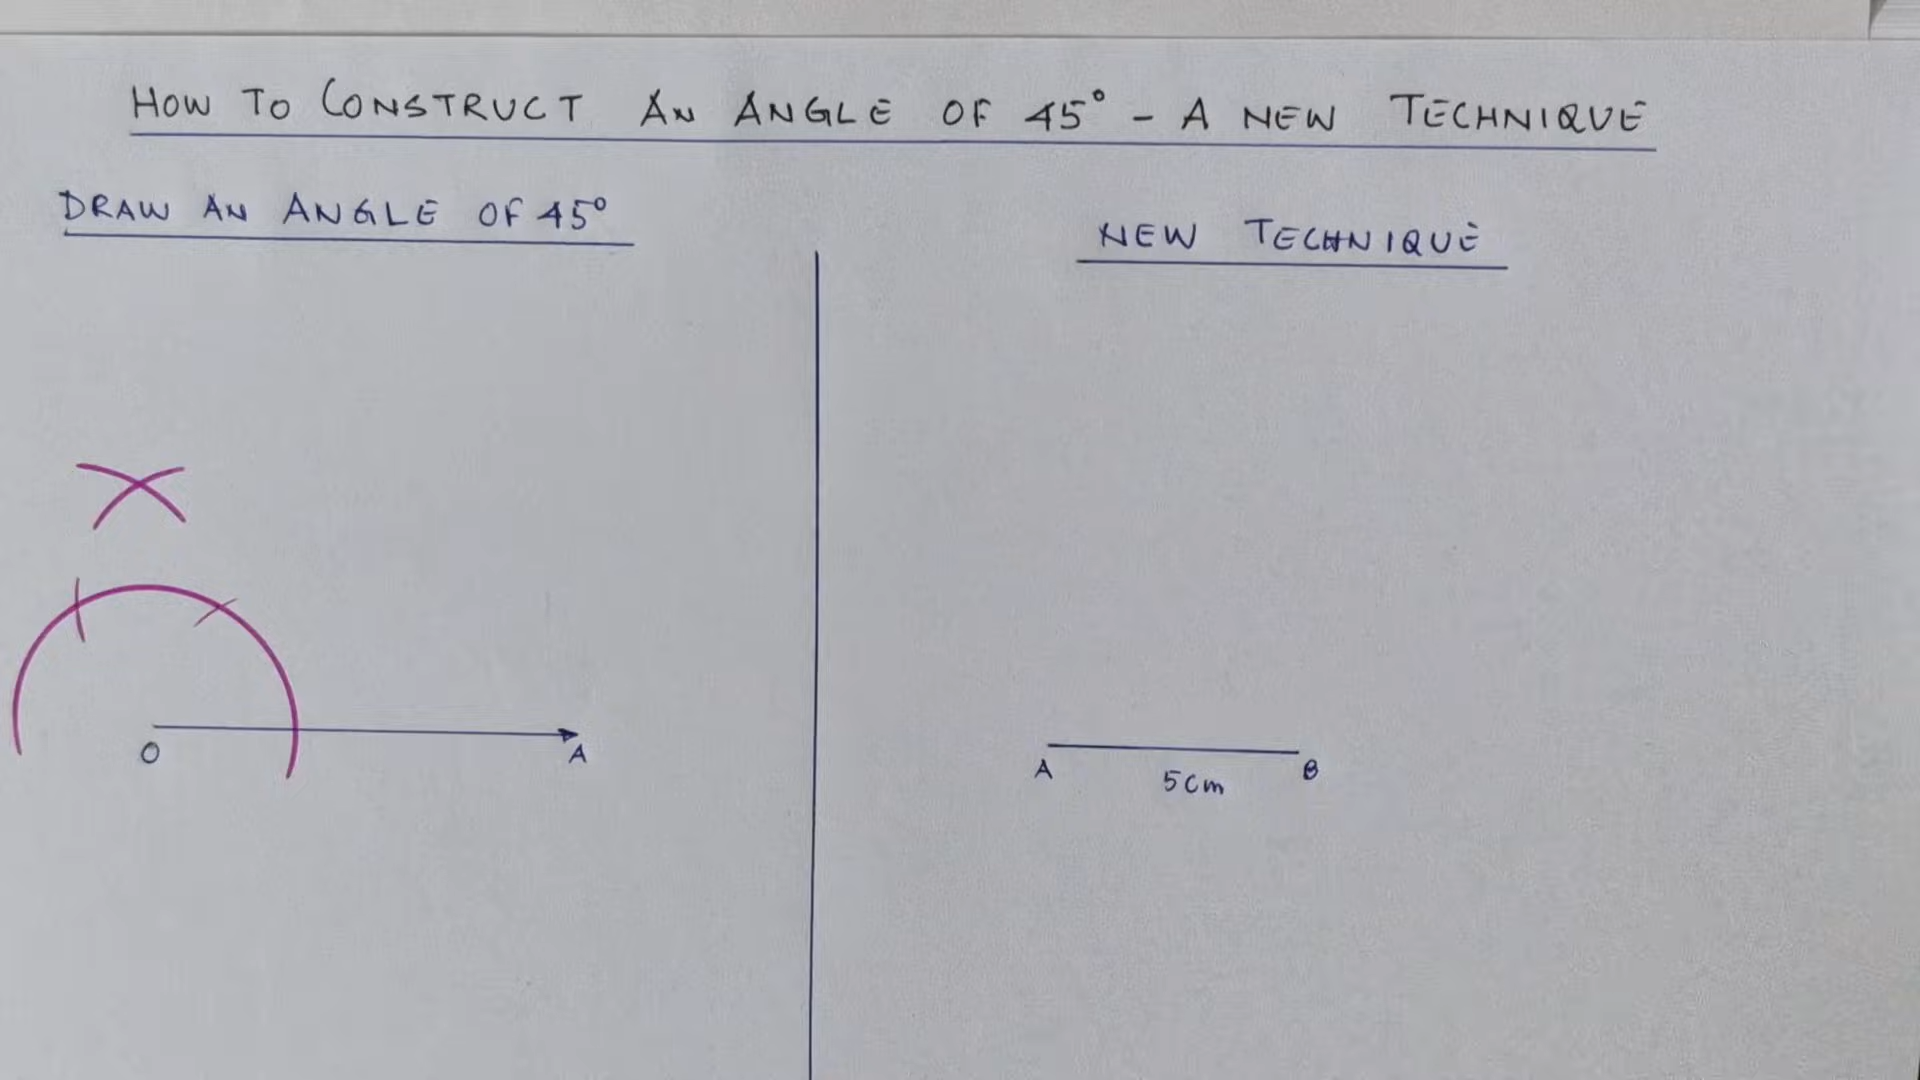 HOW TO CONSTRUCT AN ANGLE OF 45° - A NEW TECHNIQUE
DRAW AN ANGLE OF 45°
NEW TECHNIQUE
O
A
A
B
5cm